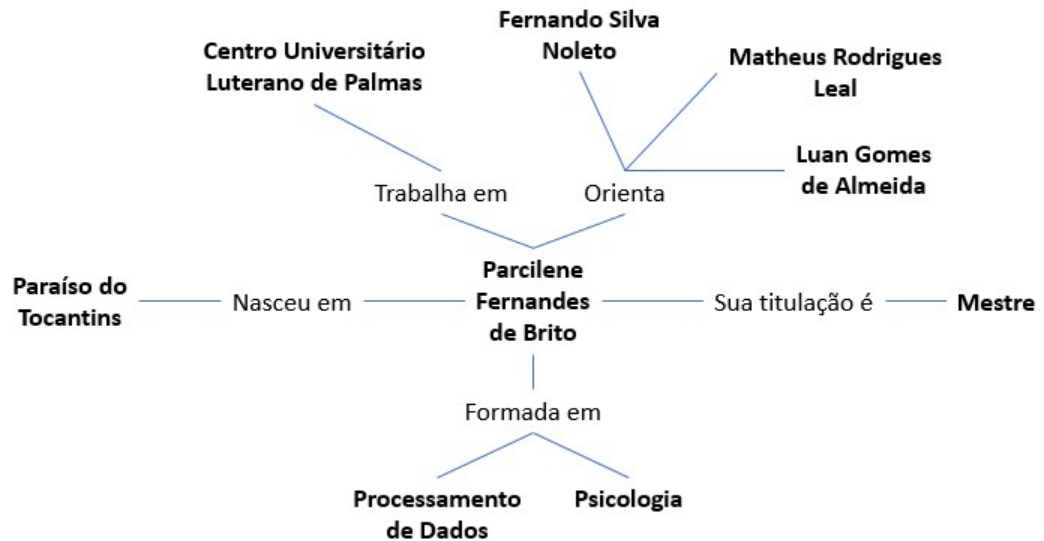 Fernando Silva
Noleto
Centro Universitário
Luterano de Palmas
Matheus Rodrigues
Leal
Luan Gomes
de Almeida
Trabalha em
Orienta
Paraíso do
Tocantins
Nasceu em
Parcilene
Fernandes
de Brito
Sua titulação é
Mestre
Formada em
Processamento
de Dados
Psicologia